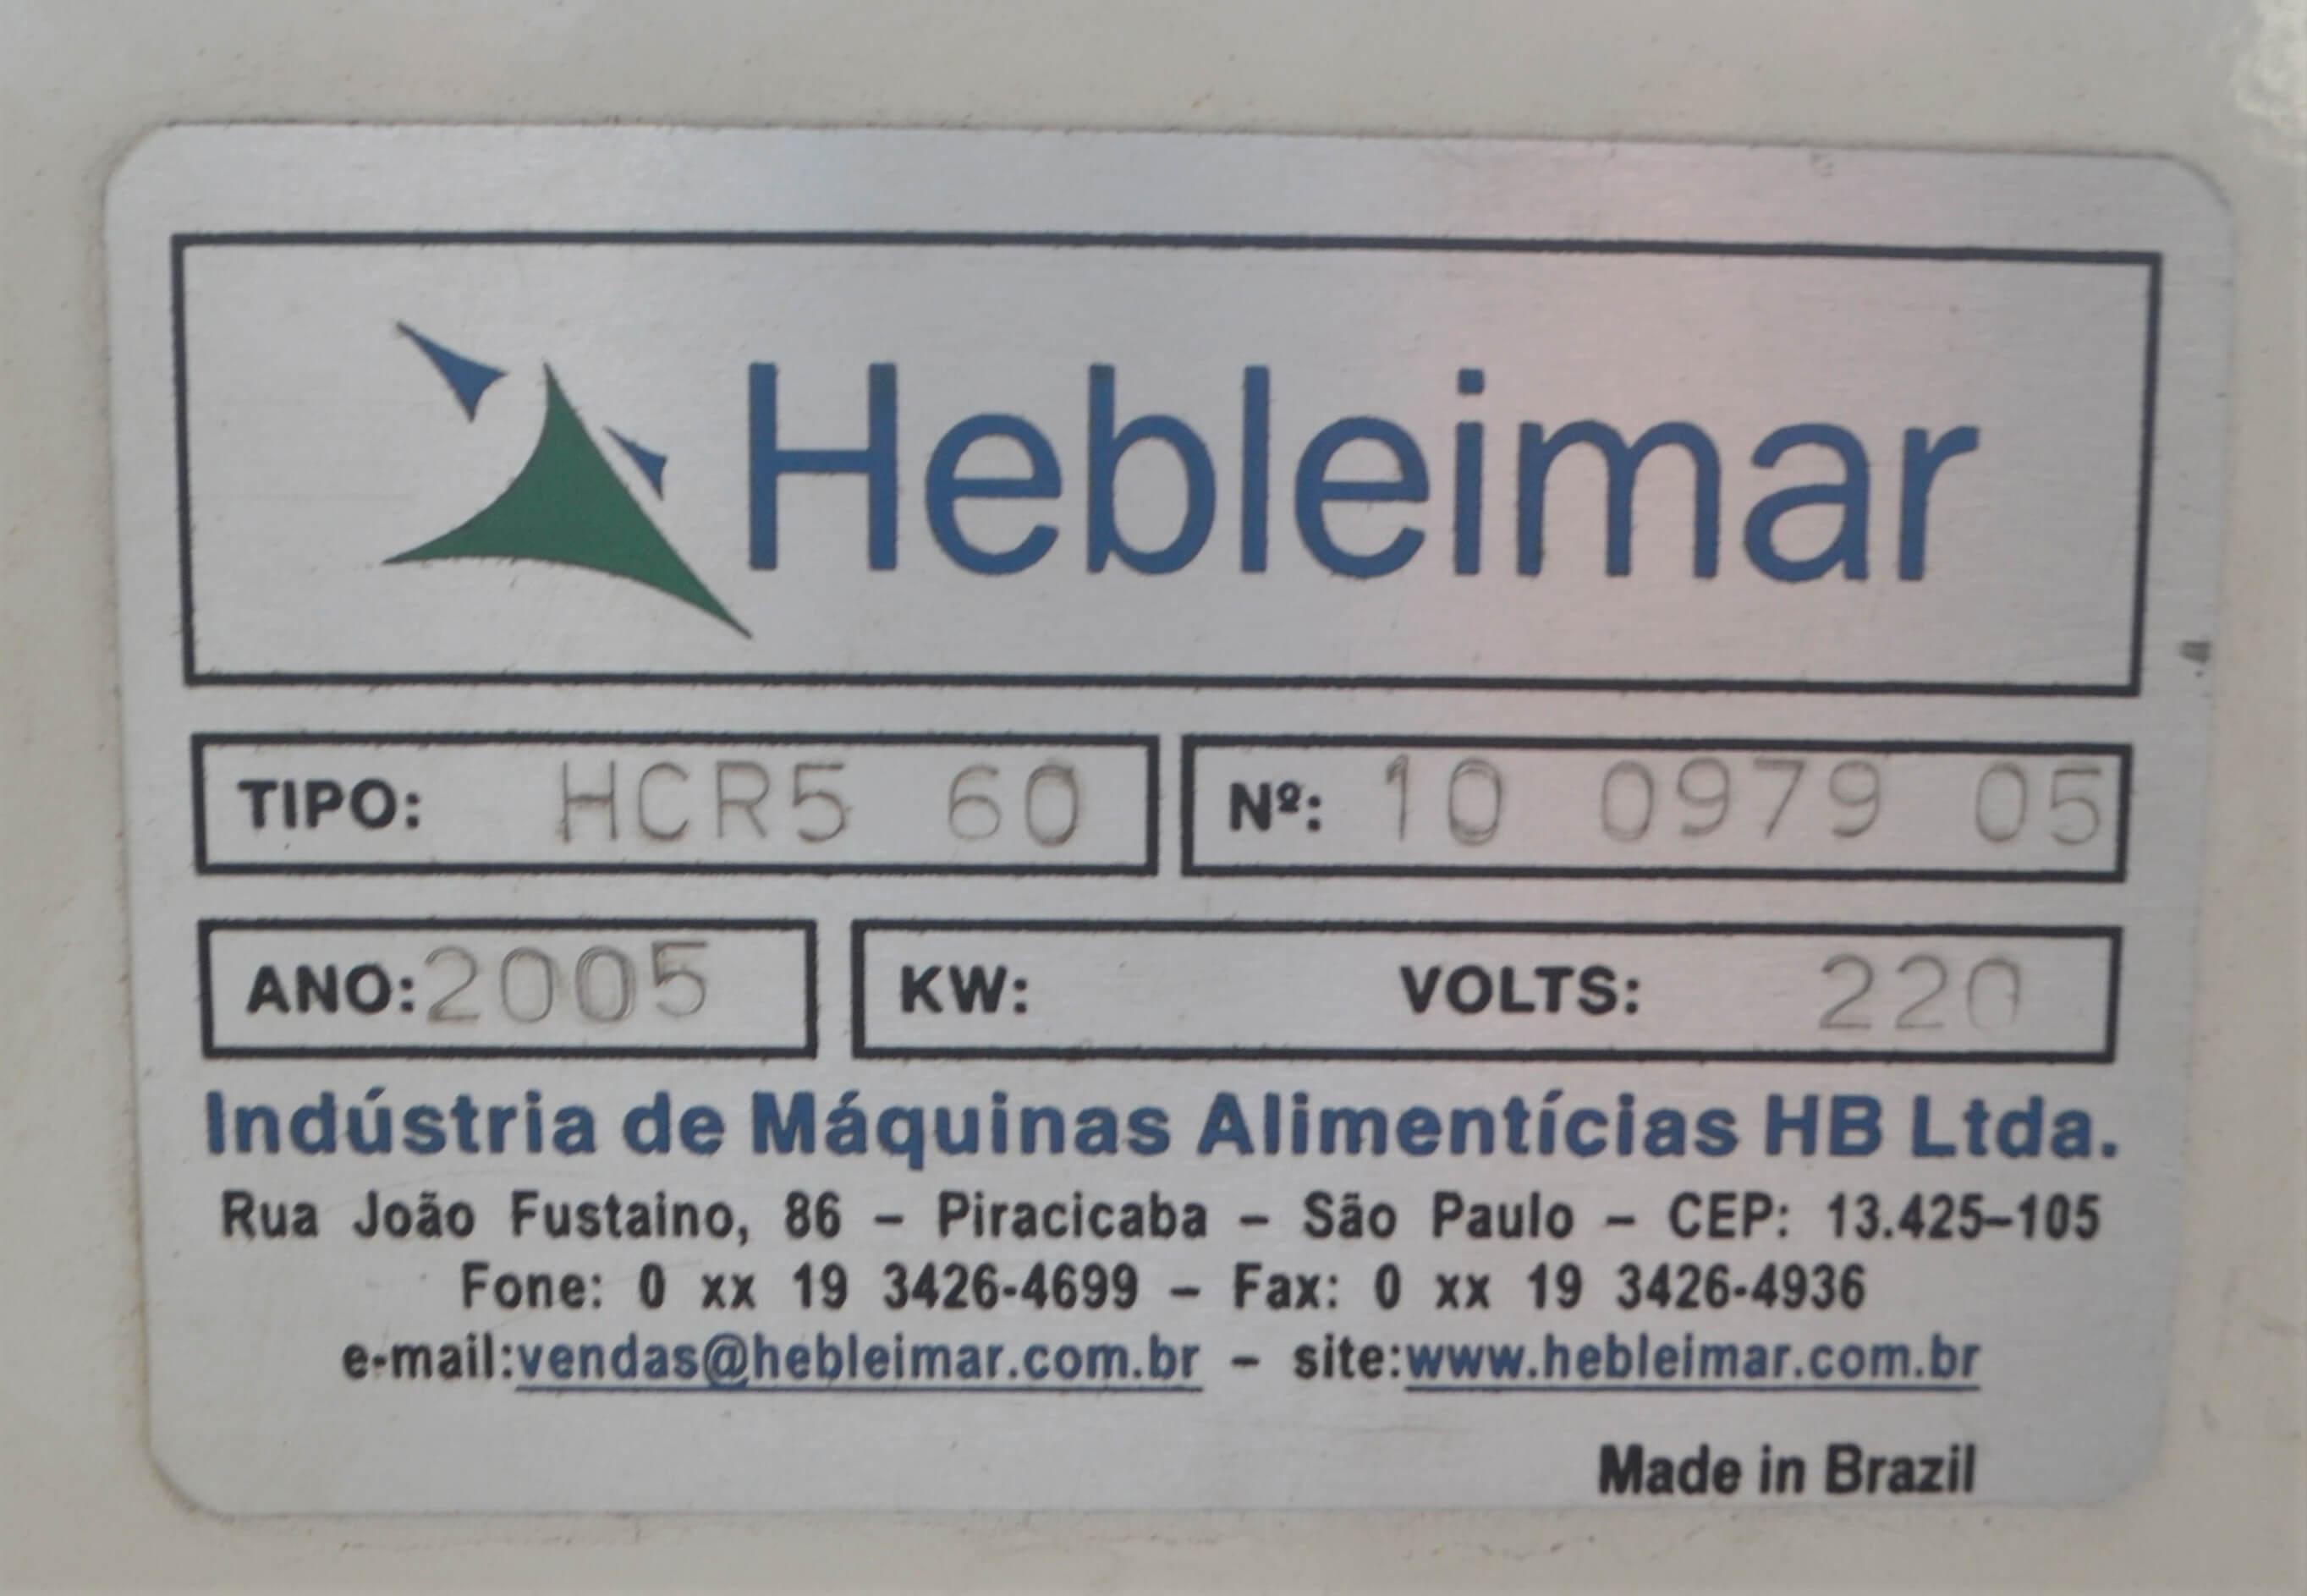 Hebleimar
TIPO: HCR5 60 Nº: 10 0979 05
ANO: 2005 KW: VOLTS: 220
Indústria de Máquinas Alimentícias HB Ltda.
Rua João Fustaino, 86 – Piracicaba – São Paulo – CEP: 13.425–105
Fone: 0 xx 19 3426-4699 – Fax: 0 xx 19 3426-4936
e-mail:vendas@hebleimar.com.br – site:www.hebleimar.com.br
Made in Brazil